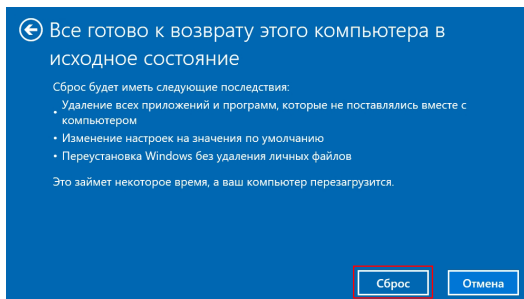 Все готово к возврату этого компьютера в
исходное состояние
Сброс будет иметь следующие последствия:
• Удаление всех приложений и программ, которые не поставлялись вместе с
компьютером
• Изменение настроек на значения по умолчанию
• Переустановка Windows без удаления личных файлов
Это займет некоторое время, а ваш компьютер перезагрузится.
Сброс
Отмена